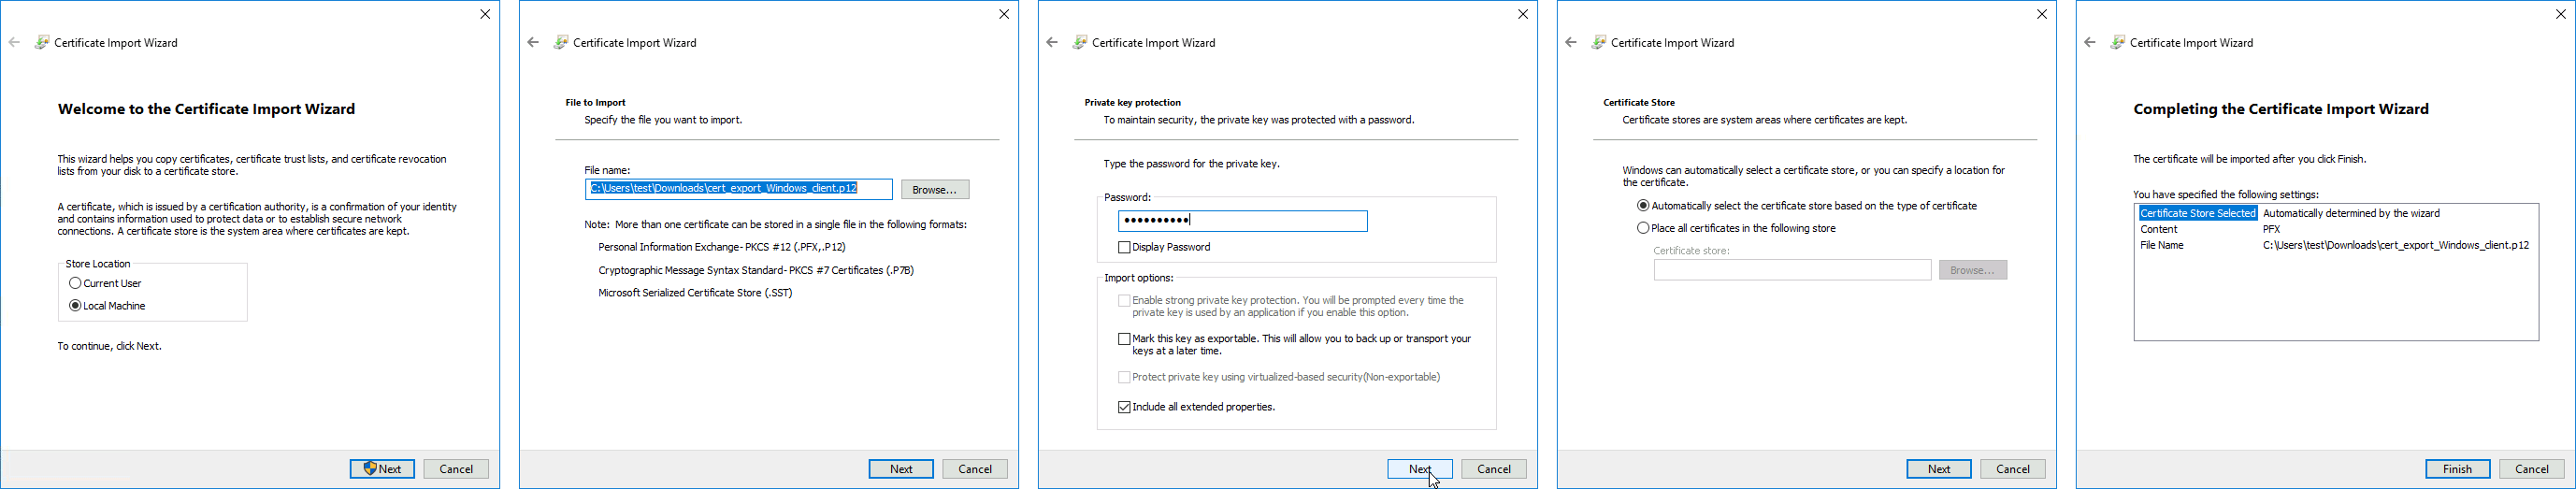 Certificate Import Wizard
Welcome to the Certificate Import Wizard
This wizard helps you copy certificates, certificate trust lists, and certificate revocation
lists from your disk to a certificate store.
A certificate, which is issued by a certification authority, is a confirmation of your identity
and contains information used to protect data or to establish secure network
connections. A certificate store is the system area where certificates are kept.
Store Location
Current User
Local Machine
To continue, click Next.
Next
Cancel
Certificate Import Wizard
File to Import
Specify the file you want to import.
File name:
C:\Users\test\Downloads\cert_export_Windows_client.p12
Browse...
Note: More than one certificate can be stored in a single file in the following formats:
Personal Information Exchange- PKCS #12 (.PFX,.P12)
Cryptographic Message Syntax Standard- PKCS #7 Certificates (.P7B)
Microsoft Serialized Certificate Store (.SST)
Next
Cancel
Certificate Import Wizard
Private key protection
To maintain security, the private key was protected with a password.
Type the password for the private key.
Password:
●●●●●●●●●●
Display Password
Import options:
Enable strong private key protection. You will be prompted every time the
private key is used by an application if you enable this option.
Mark this key as exportable. This will allow you to back up or transport your
keys at a later time.
Protect private key using virtualized-based security(Non-exportable)
Include all extended properties.
Next
Cancel
Certificate Import Wizard
Certificate Store
Certificate stores are system areas where certificates are kept.
Windows can automatically select a certificate store, or you can specify a location for
the certificate.
Automatically select the certificate store based on the type of certificate
Place all certificates in the following store
Certificate store:
Browse...
Next
Cancel
Certificate Import Wizard
Completing the Certificate Import Wizard
The certificate will be imported after you click Finish.
You have specified the following settings:
Certificate Store Selected Automatically determined by the wizard
Content PFX
File Name C:\Users\test\Downloads\cert_export_Windows_client.p12
Finish
Cancel